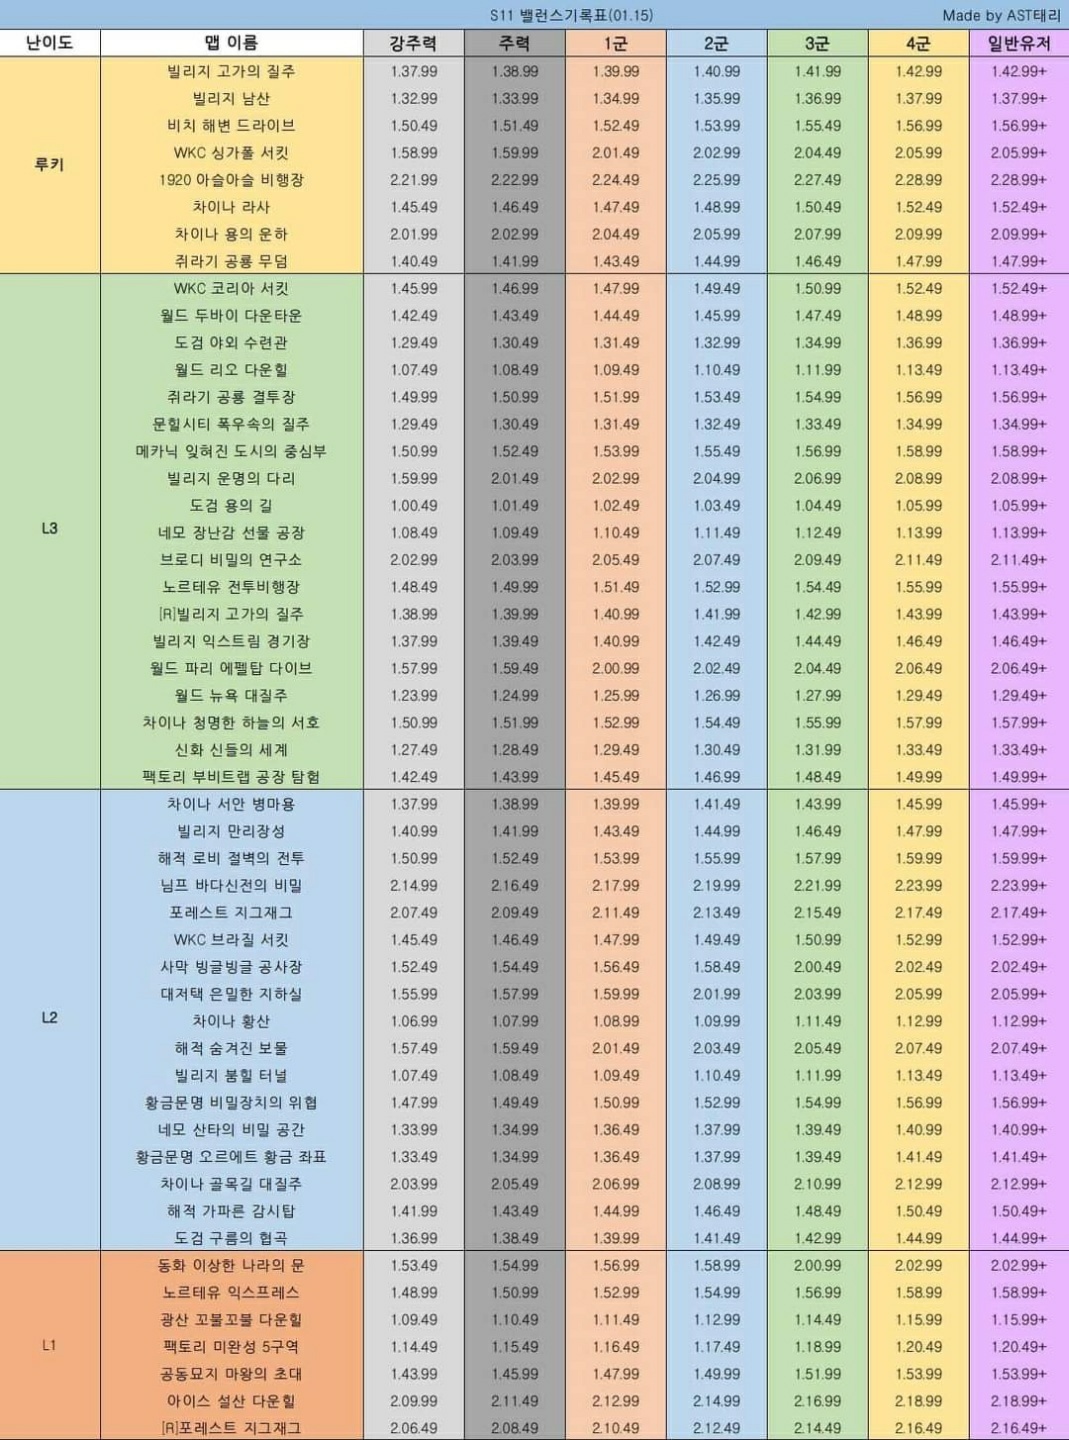 S11 밸런스기록표(01.15) Made by AST태리
난이도 맵 이름 강주력 주력 1군 2군 3군 4군 일반유저
빌리지 고가의 질주 1.37.99 1.38.99 1.39.99 1.40.99 1.41.99 1.42.99 1.42.99+
빌리지 남산 1.32.99 1.33.99 1.34.99 1.35.99 1.36.99 1.37.99 1.37.99+
비치 해변 드라이브 1.50.49 1.51.49 1.52.49 1.53.99 1.55.49 1.56.99 1.56.99+
루키 WKC 싱가폴 서킷 1.58.99 1.59.99 2.01.49 2.02.99 2.04.49 2.05.99 2.05.99+
1920 아슬아슬 비행장 2.21.99 2.22.99 2.24.49 2.25.99 2.27.49 2.28.99 2.28.99+
차이나 라사 1.45.49 1.46.49 1.47.49 1.48.99 1.50.49 1.52.49 1.52.49+
차이나 용의 운하 2.01.99 2.02.99 2.04.49 2.05.99 2.07.99 2.09.99 2.09.99+
쥐라기 공룡 무덤 1.40.49 1.41.99 1.43.49 1.44.99 1.46.49 1.47.99 1.47.99+
WKC 코리아 서킷 1.45.99 1.46.99 1.47.99 1.49.49 1.50.99 1.52.49 1.52.49+
월드 두바이 다운타운 1.42.49 1.43.49 1.44.49 1.45.99 1.47.49 1.48.99 1.48.99+
도검 야외 수련관 1.29.49 1.30.49 1.31.49 1.32.99 1.34.99 1.36.99 1.36.99+
월드 리오 다운힐 1.07.49 1.08.49 1.09.49 1.10.49 1.11.99 1.13.49 1.13.49+
쥐라기 공룡 결투장 1.49.99 1.50.99 1.51.99 1.53.49 1.54.99 1.56.99 1.56.99+
문힐시티 폭우속의 질주 1.29.49 1.30.49 1.31.49 1.32.49 1.33.49 1.34.99 1.34.99+
메카닉 잊혀진 도시의 중심부 1.50.99 1.52.49 1.53.99 1.55.49 1.56.99 1.58.99 1.58.99+
빌리지 운명의 다리 1.59.99 2.01.49 2.02.99 2.04.99 2.06.99 2.08.99 2.08.99+
도검 용의 길 1.00.49 1.01.49 1.02.49 1.03.49 1.04.49 1.05.99 1.05.99+
L3 네모 장난감 선물 공장 1.08.49 1.09.49 1.10.49 1.11.49 1.12.49 1.13.99 1.13.99+
브로디 비밀의 연구소 2.02.99 2.03.99 2.05.49 2.07.49 2.09.49 2.11.49 2.11.49+
노르테유 전투비행장 1.48.49 1.49.99 1.51.49 1.52.99 1.54.49 1.55.99 1.55.99+
[R]빌리지 고가의 질주 1.38.99 1.39.99 1.40.99 1.41.99 1.42.99 1.43.99 1.43.99+
빌리지 익스트림 경기장 1.37.99 1.39.49 1.40.99 1.42.49 1.44.49 1.46.49 1.46.49+
월드 파리 에펠탑 다이브 1.57.99 1.59.49 2.00.99 2.02.49 2.04.49 2.06.49 2.06.49+
월드 뉴욕 대질주 1.23.99 1.24.99 1.25.99 1.26.99 1.27.99 1.29.49 1.29.49+
차이나 청명한 하늘의 서호 1.50.99 1.51.99 1.52.99 1.54.49 1.55.99 1.57.99 1.57.99+
신화 신들의 세계 1.27.49 1.28.49 1.29.49 1.30.49 1.31.99 1.33.49 1.33.49+
팩토리 부비트랩 공장 탐험 1.42.49 1.43.99 1.45.49 1.46.99 1.48.49 1.49.99 1.49.99+
차이나 서안 병마용 1.37.99 1.38.99 1.39.99 1.41.49 1.43.99 1.45.99 1.45.99+
빌리지 만리장성 1.40.99 1.41.99 1.43.49 1.44.99 1.46.49 1.47.99 1.47.99+
해적 로비 절벽의 전투 1.50.99 1.52.49 1.53.99 1.55.99 1.57.99 1.59.99 1.59.99+
님프 바다신전의 비밀 2.14.99 2.16.49 2.17.99 2.19.99 2.21.99 2.23.99 2.23.99+
포레스트 지그재그 2.07.49 2.09.49 2.11.49 2.13.49 2.15.49 2.17.49 2.17.49+
WKC 브라질 서킷 1.45.49 1.46.49 1.47.99 1.49.49 1.50.99 1.52.99 1.52.99+
사막 빙글빙글 공사장 1.52.49 1.54.49 1.56.49 1.58.49 2.00.49 2.02.49 2.02.49+
대저택 은밀한 지하실 1.55.99 1.57.99 1.59.99 2.01.99 2.03.99 2.05.99 2.05.99+
L2 차이나 황산 1.06.99 1.07.99 1.08.99 1.09.99 1.11.49 1.12.99 1.12.99+
해적 숨겨진 보물 1.57.49 1.59.49 2.01.49 2.03.49 2.05.49 2.07.49 2.07.49+
빌리지 붐힐 터널 1.07.49 1.08.49 1.09.49 1.10.49 1.11.99 1.13.49 1.13.49+
황금문명 비밀장치의 위협 1.47.99 1.49.49 1.50.99 1.52.99 1.54.99 1.56.99 1.56.99+
네모 산타의 비밀 공간 1.33.99 1.34.99 1.36.49 1.37.99 1.39.49 1.40.99 1.40.99+
황금문명 오르에트 황금 좌표 1.33.49 1.34.99 1.36.49 1.37.99 1.39.49 1.41.49 1.41.49+
차이나 골목길 대질주 2.03.99 2.05.49 2.06.99 2.08.99 2.10.99 2.12.99 2.12.99+
해적 가파른 감시탑 1.41.99 1.43.49 1.44.99 1.46.49 1.48.49 1.50.49 1.50.49+
도검 구름의 협곡 1.36.99 1.38.49 1.39.99 1.41.49 1.42.99 1.44.99 1.44.99+
동화 이상한 나라의 문 1.53.49 1.54.99 1.56.99 1.58.99 2.00.99 2.02.99 2.02.99+
노르테유 익스프레스 1.48.99 1.50.99 1.52.99 1.54.99 1.56.99 1.58.99 1.58.99+
광산 꼬불꼬불 다운힐 1.09.49 1.10.49 1.11.49 1.12.99 1.14.49 1.15.99 1.15.99+
L1 팩토리 미완성 5구역 1.14.49 1.15.49 1.16.49 1.17.49 1.18.99 1.20.49 1.20.49+
공동묘지 마왕의 초대 1.43.99 1.45.99 1.47.99 1.49.99 1.51.99 1.53.99 1.53.99+
아이스 설산 다운힐 2.09.99 2.11.49 2.12.99 2.14.99 2.16.99 2.18.99 2.18.99+
[R]포레스트 지그재그 2.06.49 2.08.49 2.10.49 2.12.49 2.14.49 2.16.49 2.16.49+